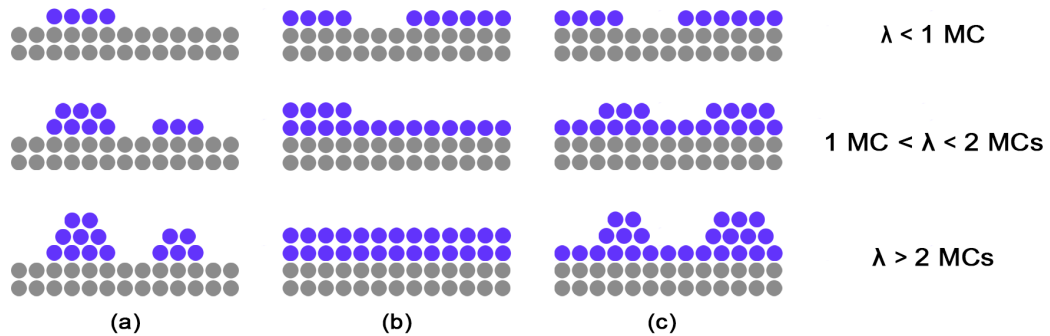 λ < 1 MC
1 MC < λ < 2 MCs
λ > 2 MCs
(a) (b) (c)